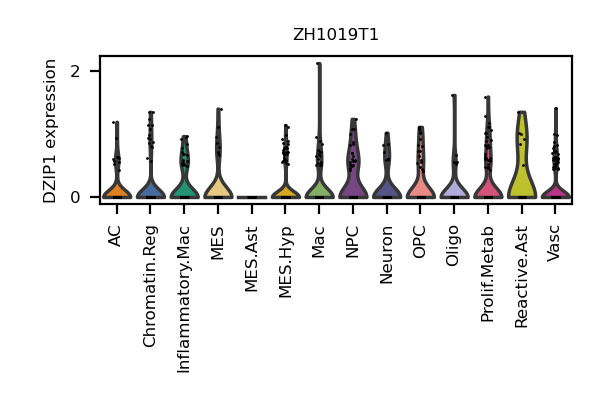 ZH1019T1
DZIP1 expression
2
0
AC
Chromatin.Reg
Inflammatory.Mac
MES
MES.Ast
MES.Hyp
Mac
NPC
Neuron
OPC
Oligo
Prolif.Metab
Reactive.Ast
Vasc